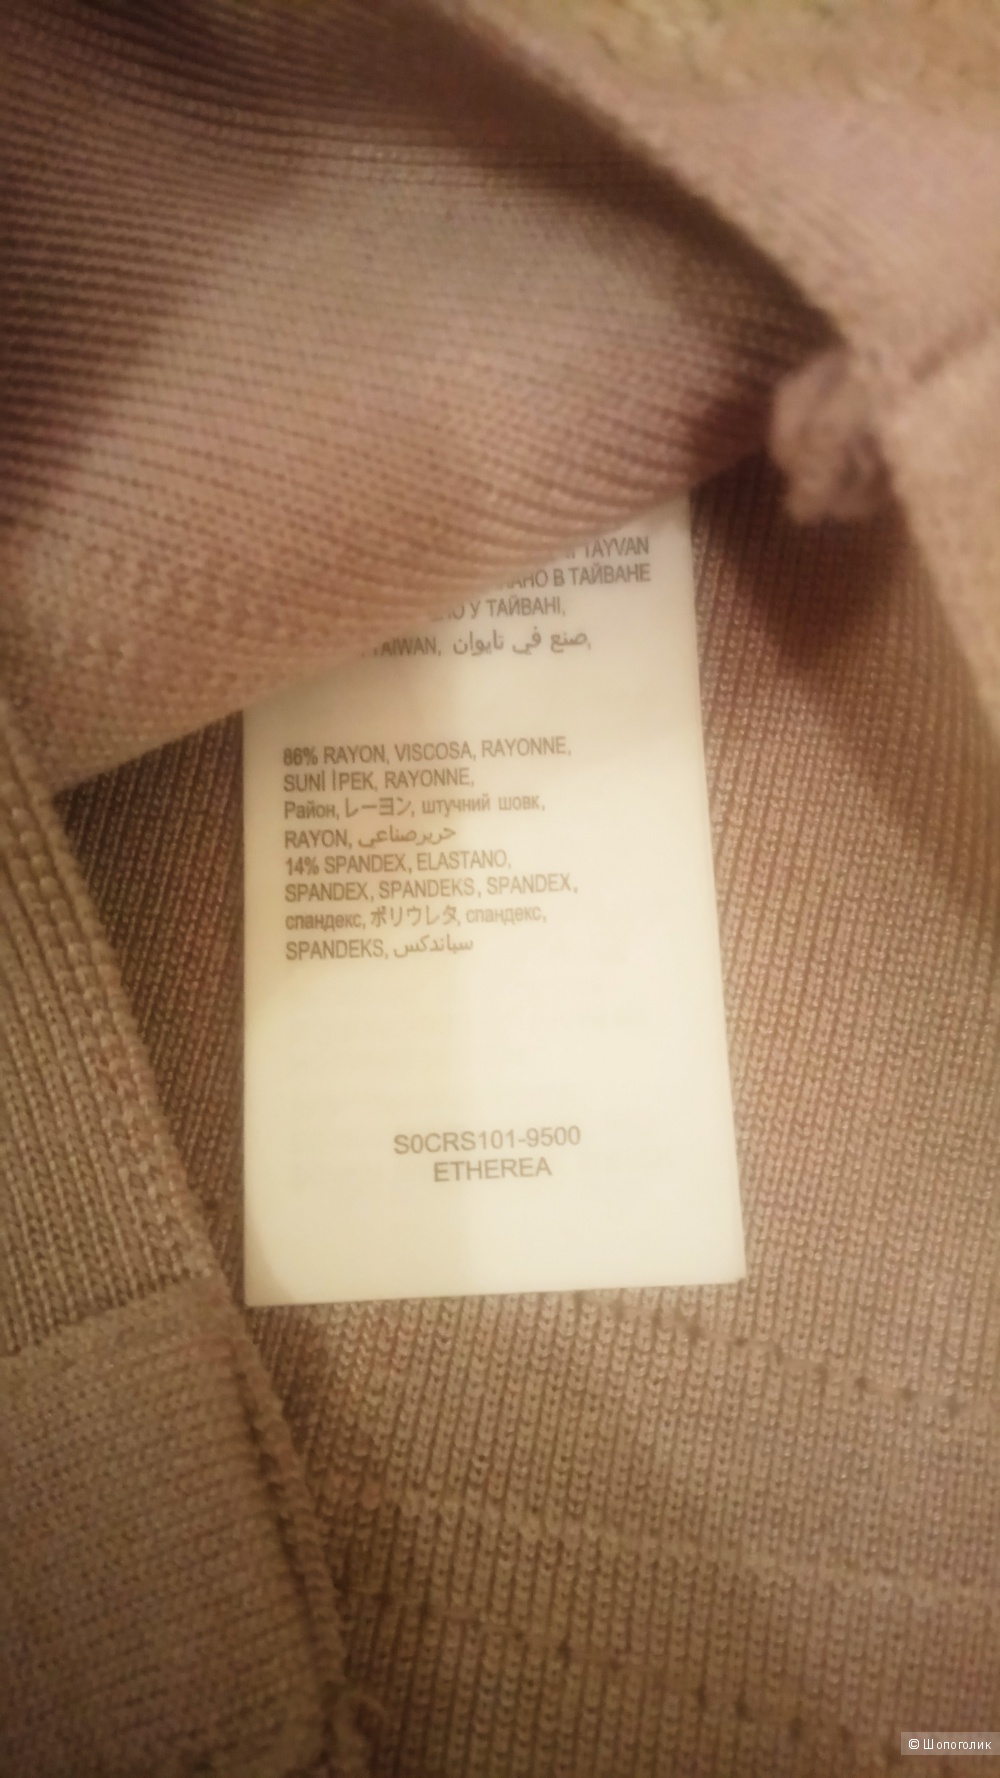 TAYVAN
В ТАЙВАНЕ
У ТАЙВАНІ,
TAIWAN, صنع في تايوان,
86% RAYON, VISCOSA, RAYONNE,
SUNİ İPEK, RAYONNE,
Район, レーヨン, штучний шовк,
RAYON, حرير صناعي
14% SPANDEX, ELASTANO,
SPANDEX, SPANDEKS, SPANDEX,
спандекс, ポリウレタ, спандекс,
SPANDEKS, سباندكس
S0CRS101-9500
ETHEREA
© Шопоголик